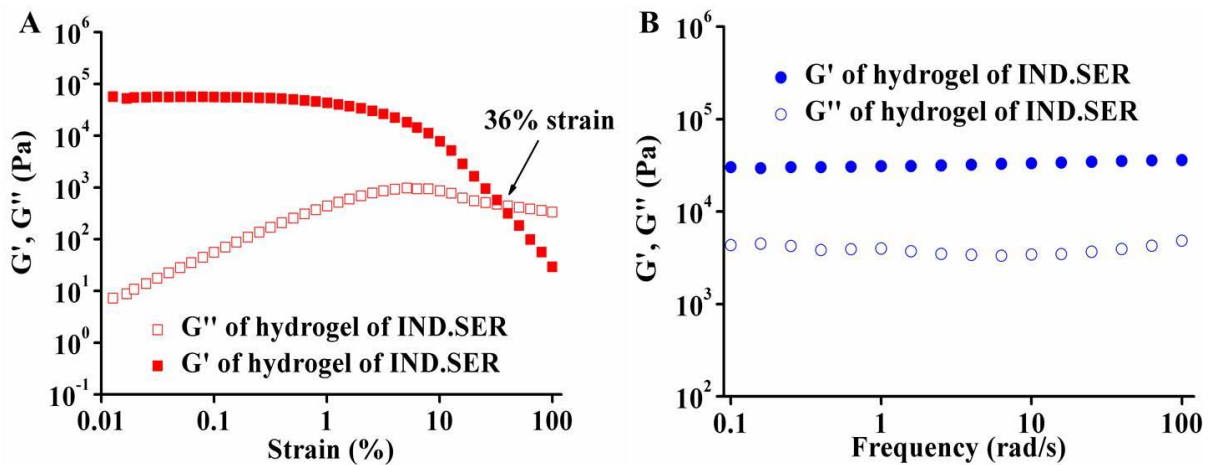 A
G', G'' (Pa)
10^6
10^5
10^4
10^3
10^2
10^1
10^0
10^-1
36% strain
G'' of hydrogel of IND.SER
G' of hydrogel of IND.SER
0.01 0.1 1 10 100
Strain (%)
B
G', G'' (Pa)
10^6
10^5
10^4
10^3
10^2
G' of hydrogel of IND.SER
G'' of hydrogel of IND.SER
0.1 1 10 100
Frequency (rad/s)